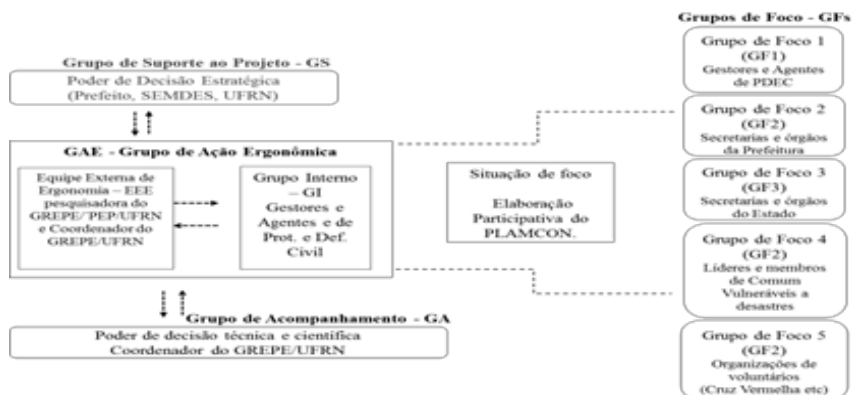 Grupo de Suporte ao Projeto - GS
Poder de Decisão Estratégica
(Prefeito, SEMDES, UFRN)
GAE - Grupo de Ação Ergonômica
Equipe Externa de
Ergonomia – EEE
pesquisadora do
GREPE/PEP/UFRN
e Coordenador do
GREPE/UFRN
Grupo Interno
– GI
Gestores e
Agentes e de
Prot. e Def.
Civil
Situação de foco
Elaboração
Participativa do
PLAMCON.
Grupo de Acompanhamento - GA
Poder de decisão técnica e científica
Coordenador do GREPE/UFRN
Grupos de Foco - GFs
Grupo de Foco 1
(GF1)
Gestores e Agentes
de PDEC
Grupo de Foco 2
(GF2)
Secretarias e órgãos
da Prefeitura
Grupo de Foco 3
(GF3)
Secretarias e órgãos
do Estado
Grupo de Foco 4
(GF2)
Líderes e membros
de Comum
Vulneráveis a
desastres
Grupo de Foco 5
(GF2)
Organizações de
voluntários
(Cruz Vermelha etc)